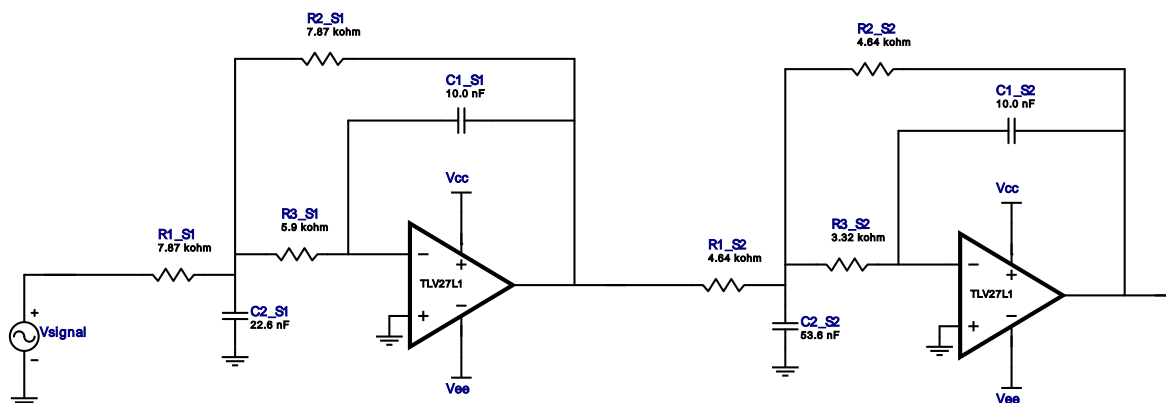 R2_S1
7.87 kohm
C1_S1
10.0 nF
Vcc
R3_S1
5.9 kohm
R1_S1
7.87 kohm
TLV27L1
C2_S1
22.6 nF
Vsignal
Vee
R2_S2
4.64 kohm
C1_S2
10.0 nF
Vcc
R3_S2
3.32 kohm
R1_S2
4.64 kohm
TLV27L1
C2_S2
53.6 nF
Vee